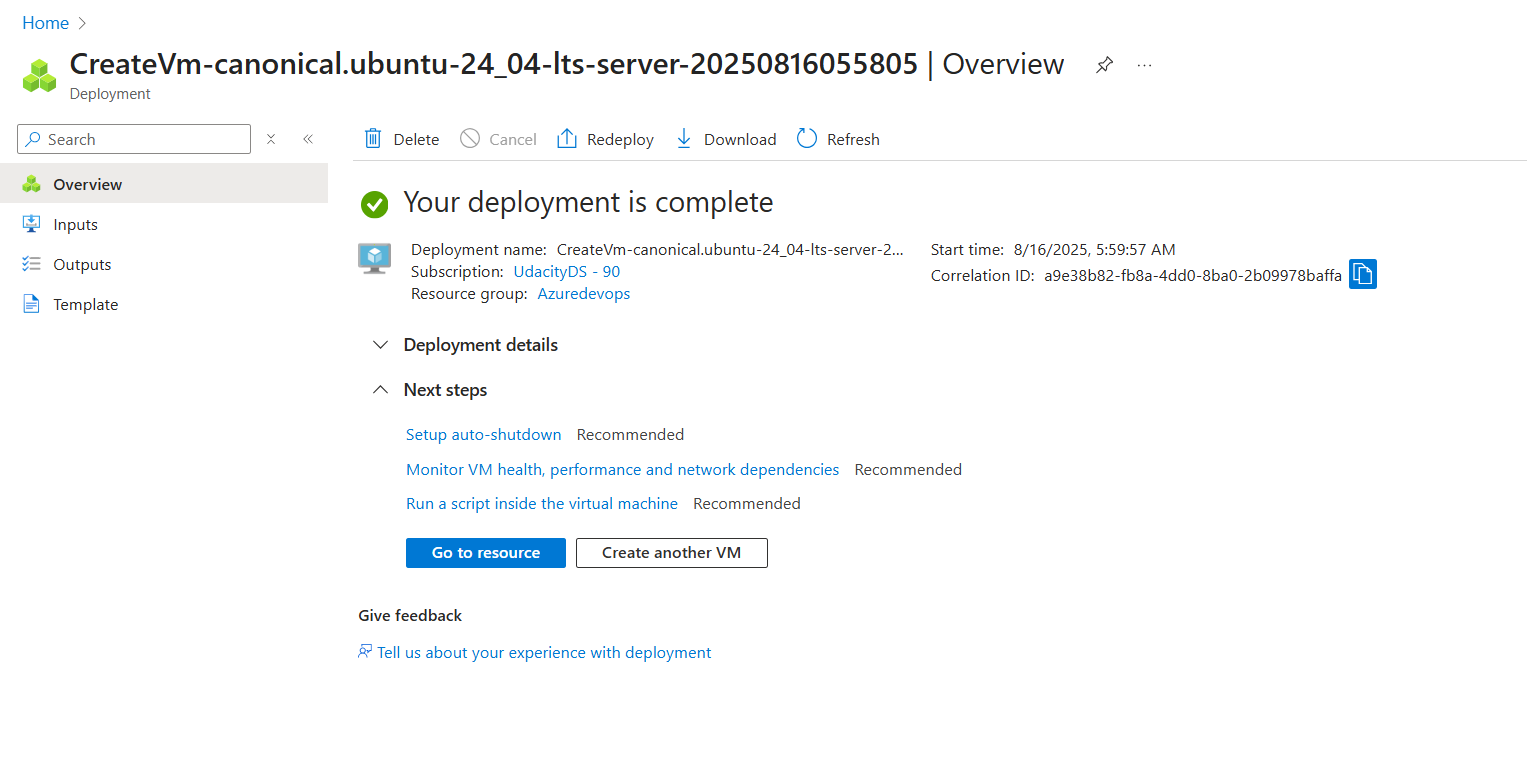 Home
CreateVm-canonical.ubuntu-24_04-lts-server-20250816055805 | Overview
Deployment
Search
Delete Cancel Redeploy Download Refresh
Overview
Inputs
Outputs
Template
Your deployment is complete
Deployment name: CreateVm-canonical.ubuntu-24_04-lts-server-2...
Subscription: UdacityDS - 90
Resource group: Azuredevops
Start time: 8/16/2025, 5:59:57 AM
Correlation ID: a9e38b82-fb8a-4dd0-8ba0-2b09978baffa
Deployment details
Next steps
Setup auto-shutdown Recommended
Monitor VM health, performance and network dependencies Recommended
Run a script inside the virtual machine Recommended
Go to resource Create another VM
Give feedback
Tell us about your experience with deployment